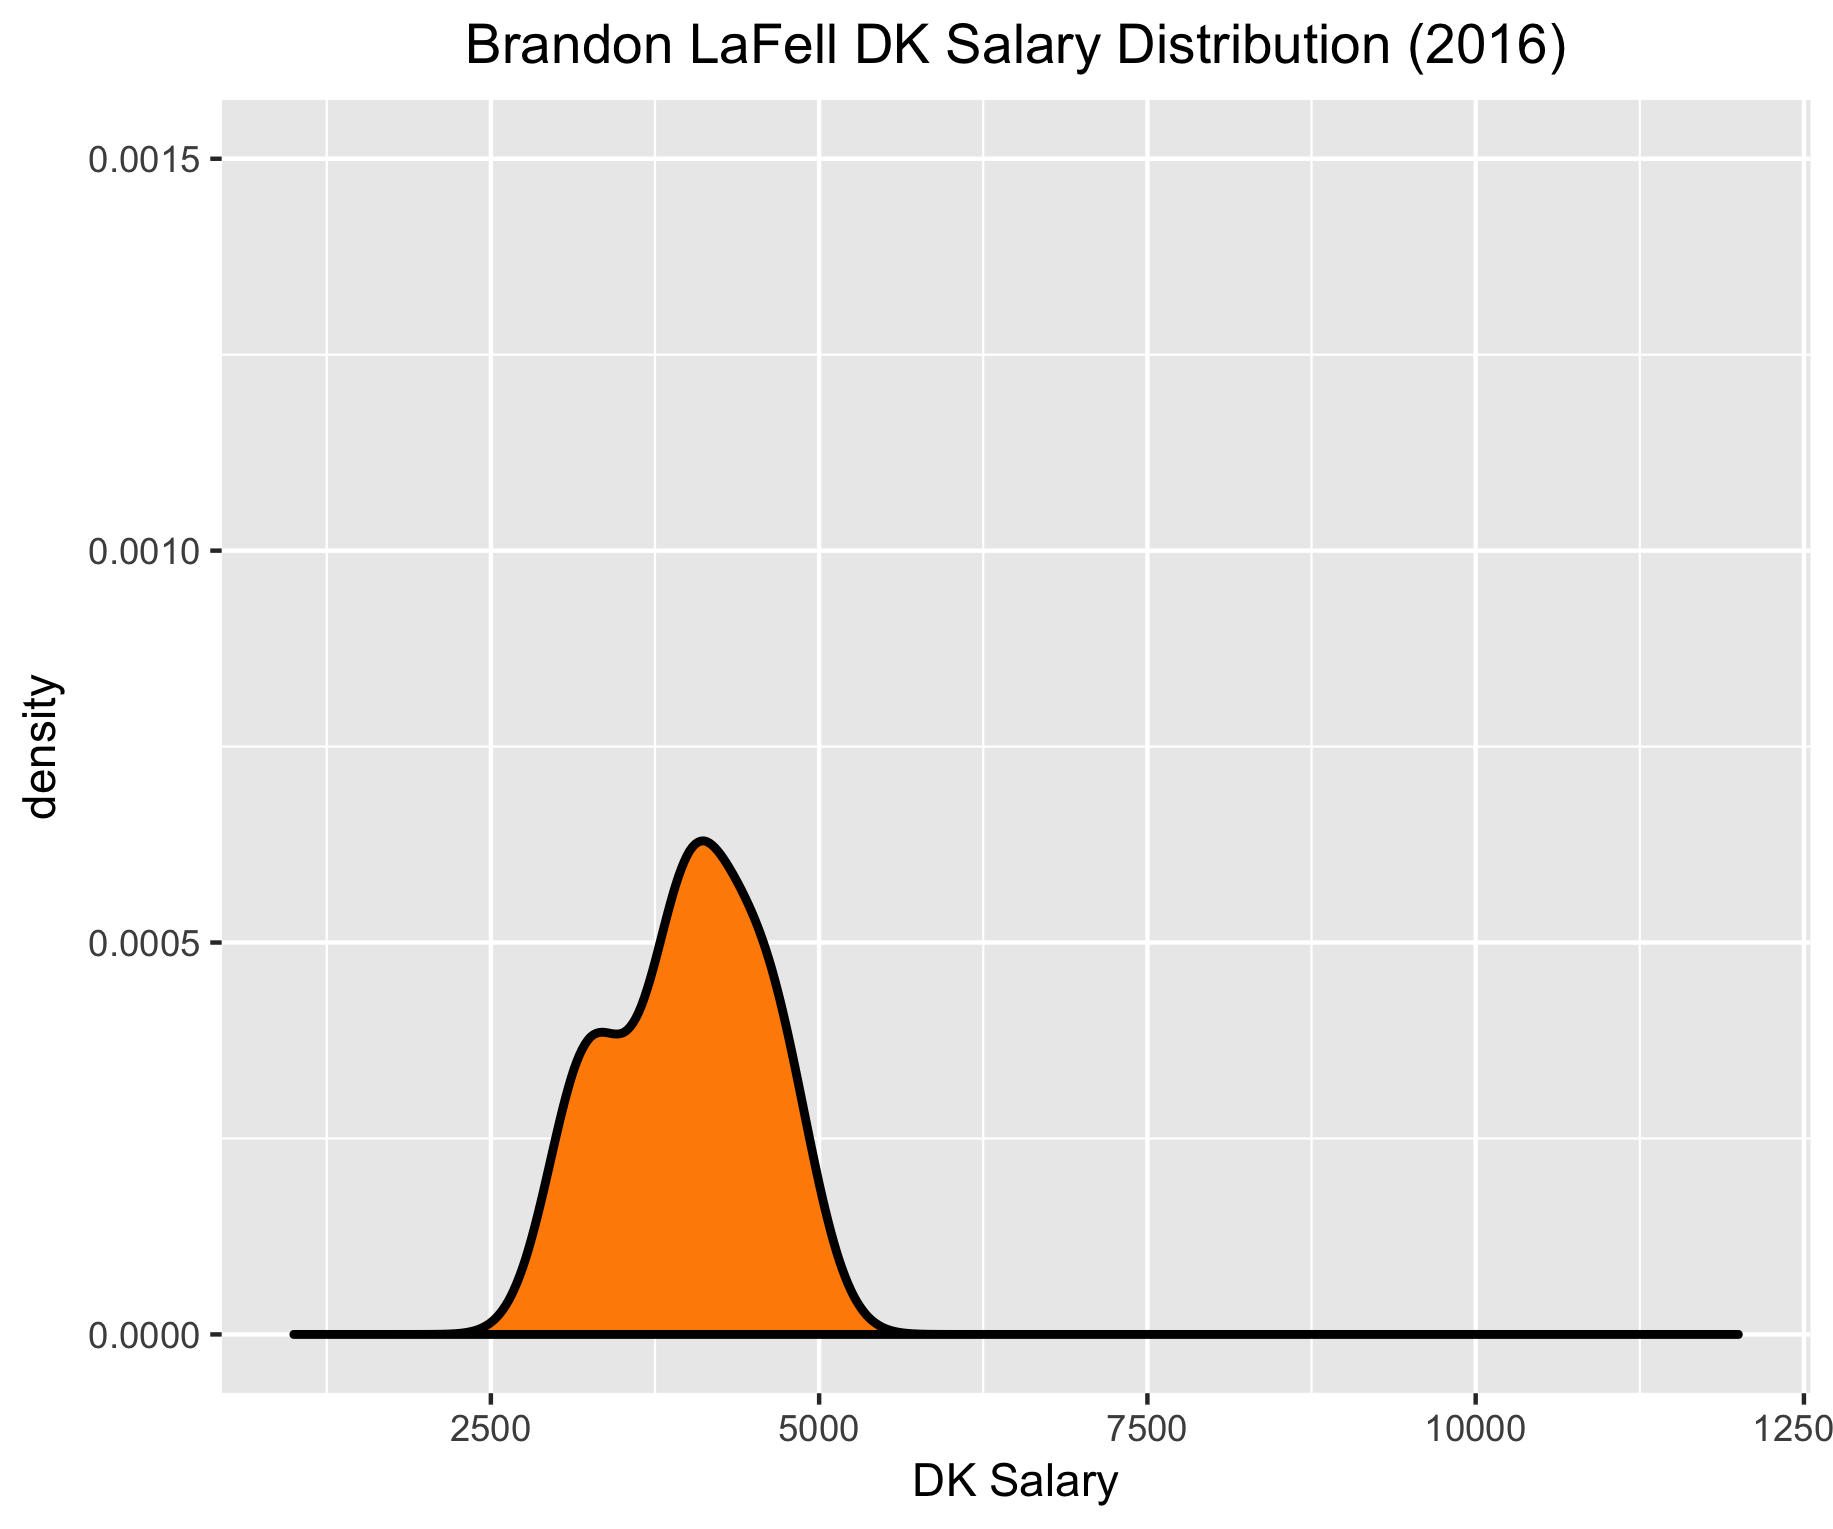 Brandon LaFell DK Salary Distribution (2016)
0.0015
0.0010
density
0.0005
0.0000
2500 5000 7500 10000 1250
DK Salary